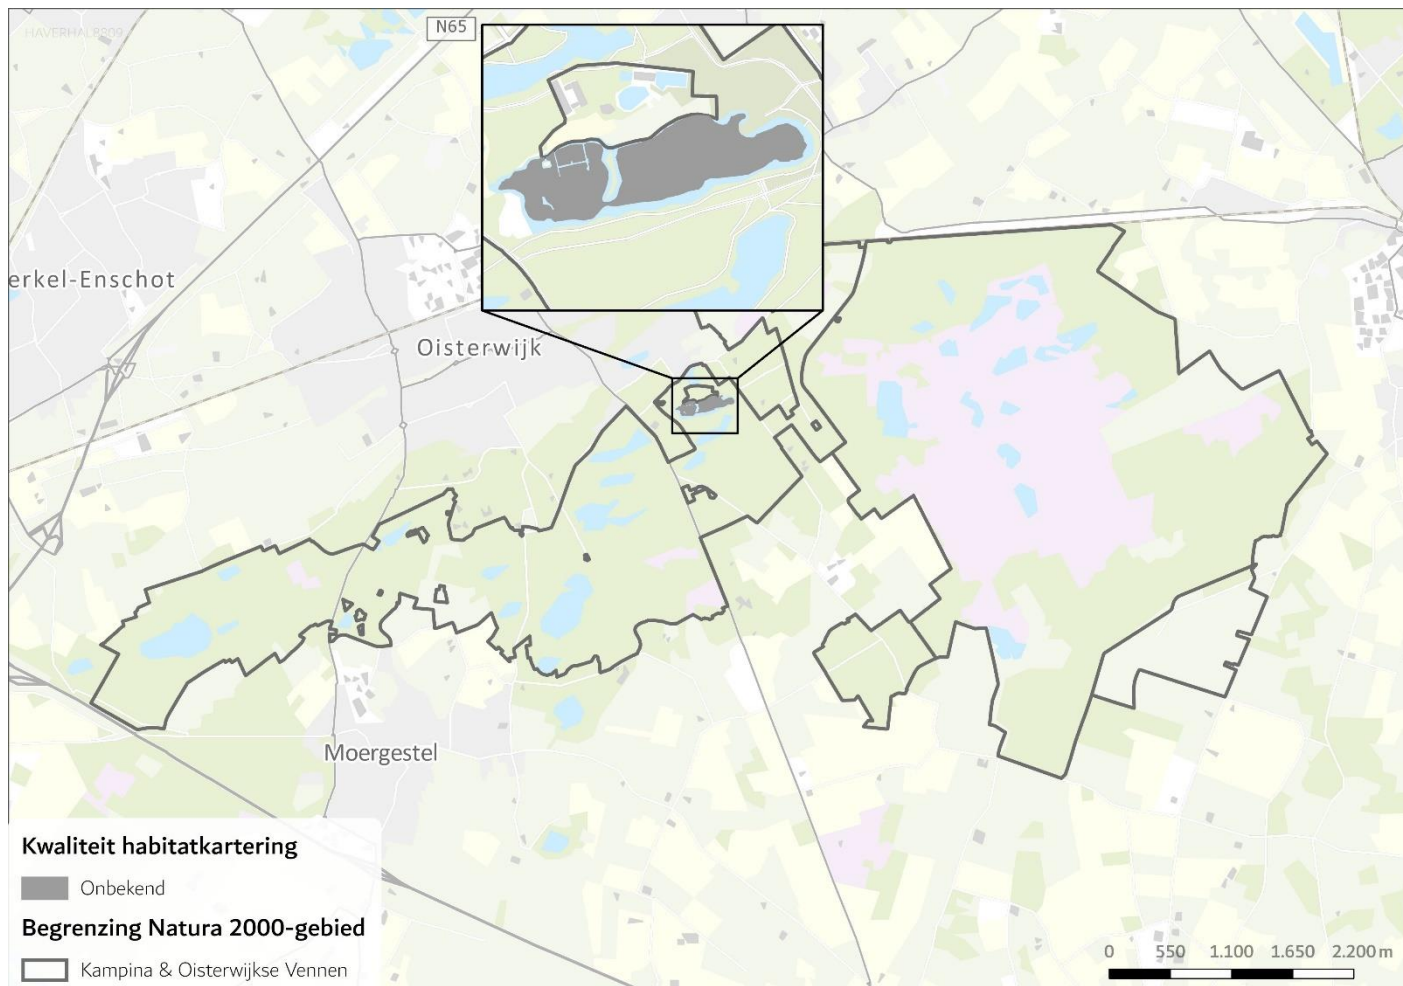 HAVERHAL8809
N65
erkel-Enschot
Oisterwijk
Moergestel
Kwaliteit habitatkartering
Onbekend
Begrenzing Natura 2000-gebied
Kampina & Oisterwijkse Vennen
0 550 1.100 1.650 2.200 m